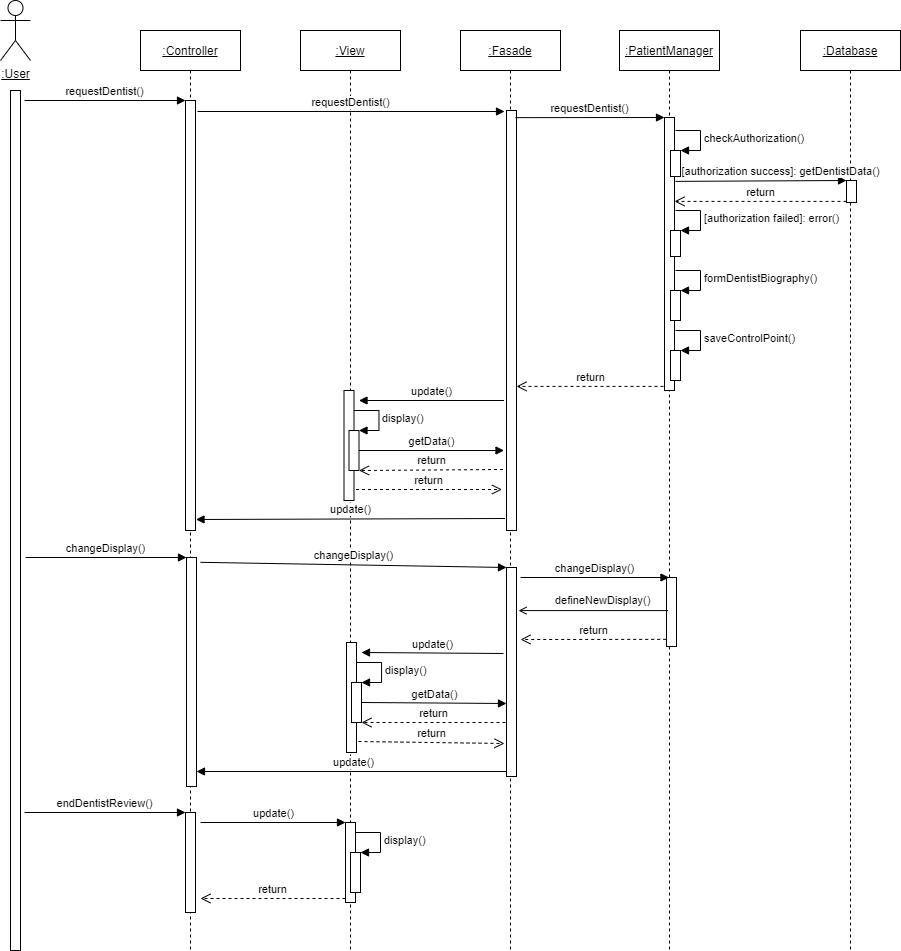 :Controller
:View
:Fasade
:PatientManager
:Database
:User
requestDentist()
requestDentist()
requestDentist()
checkAuthorization()
[authorization success]: getDentistData()
return
[authorization failed]: error()
formDentistBiography()
saveControlPoint()
return
update()
display()
getData()
return
return
update()
changeDisplay()
changeDisplay()
changeDisplay()
defineNewDisplay()
return
update()
display()
getData()
return
return
update()
endDentistReview()
update()
display()
return